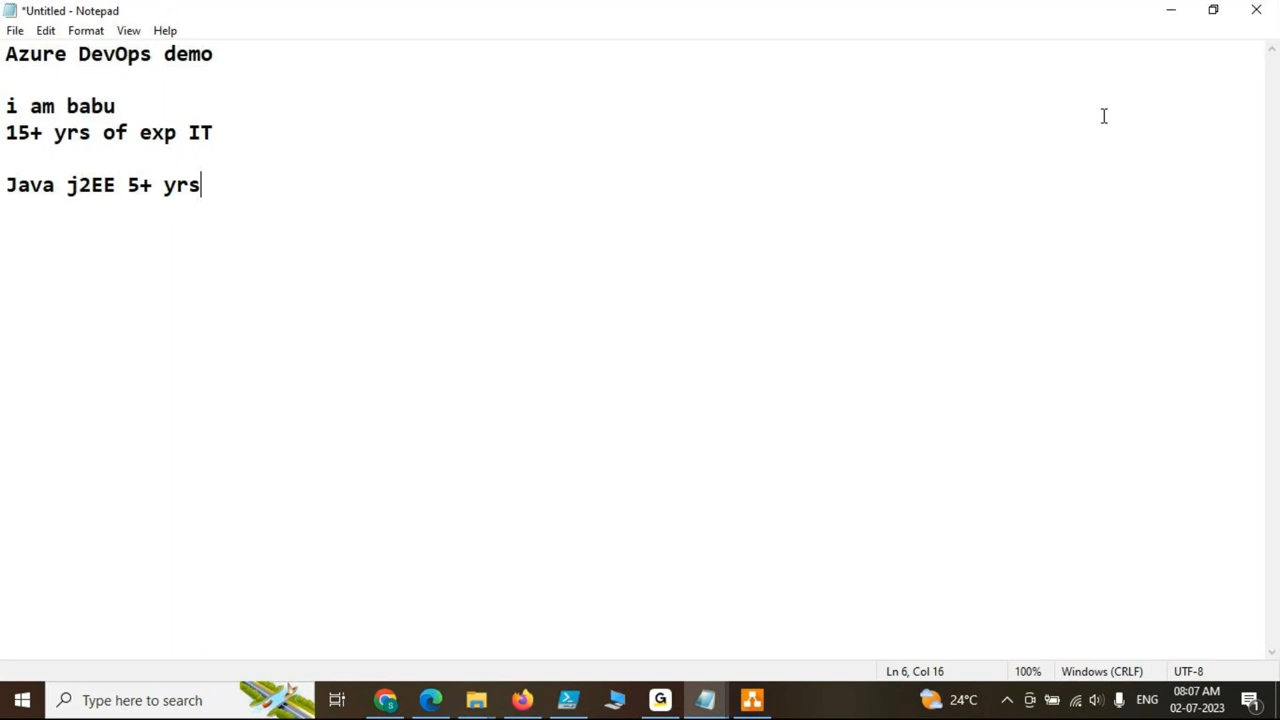 *Untitled - Notepad
File Edit Format View Help
Azure DevOps demo
i am babu
15+ yrs of exp IT
Java j2EE 5+ yrs
Ln 6, Col 16 100% Windows (CRLF) UTF-8
Type here to search 24°C ENG 08:07 AM
02-07-2023